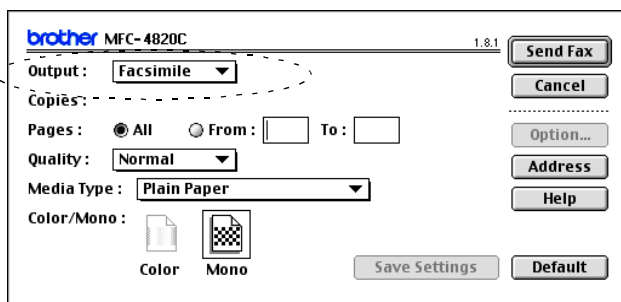 brother MFC-4820C 1.8.1 Send Fax
Output: Facsimile Cancel
Copies:
Pages: All From: To: Option...
Quality: Normal Address
Media Type: Plain Paper Help
Color/Mono:
Color Mono Save Settings Default